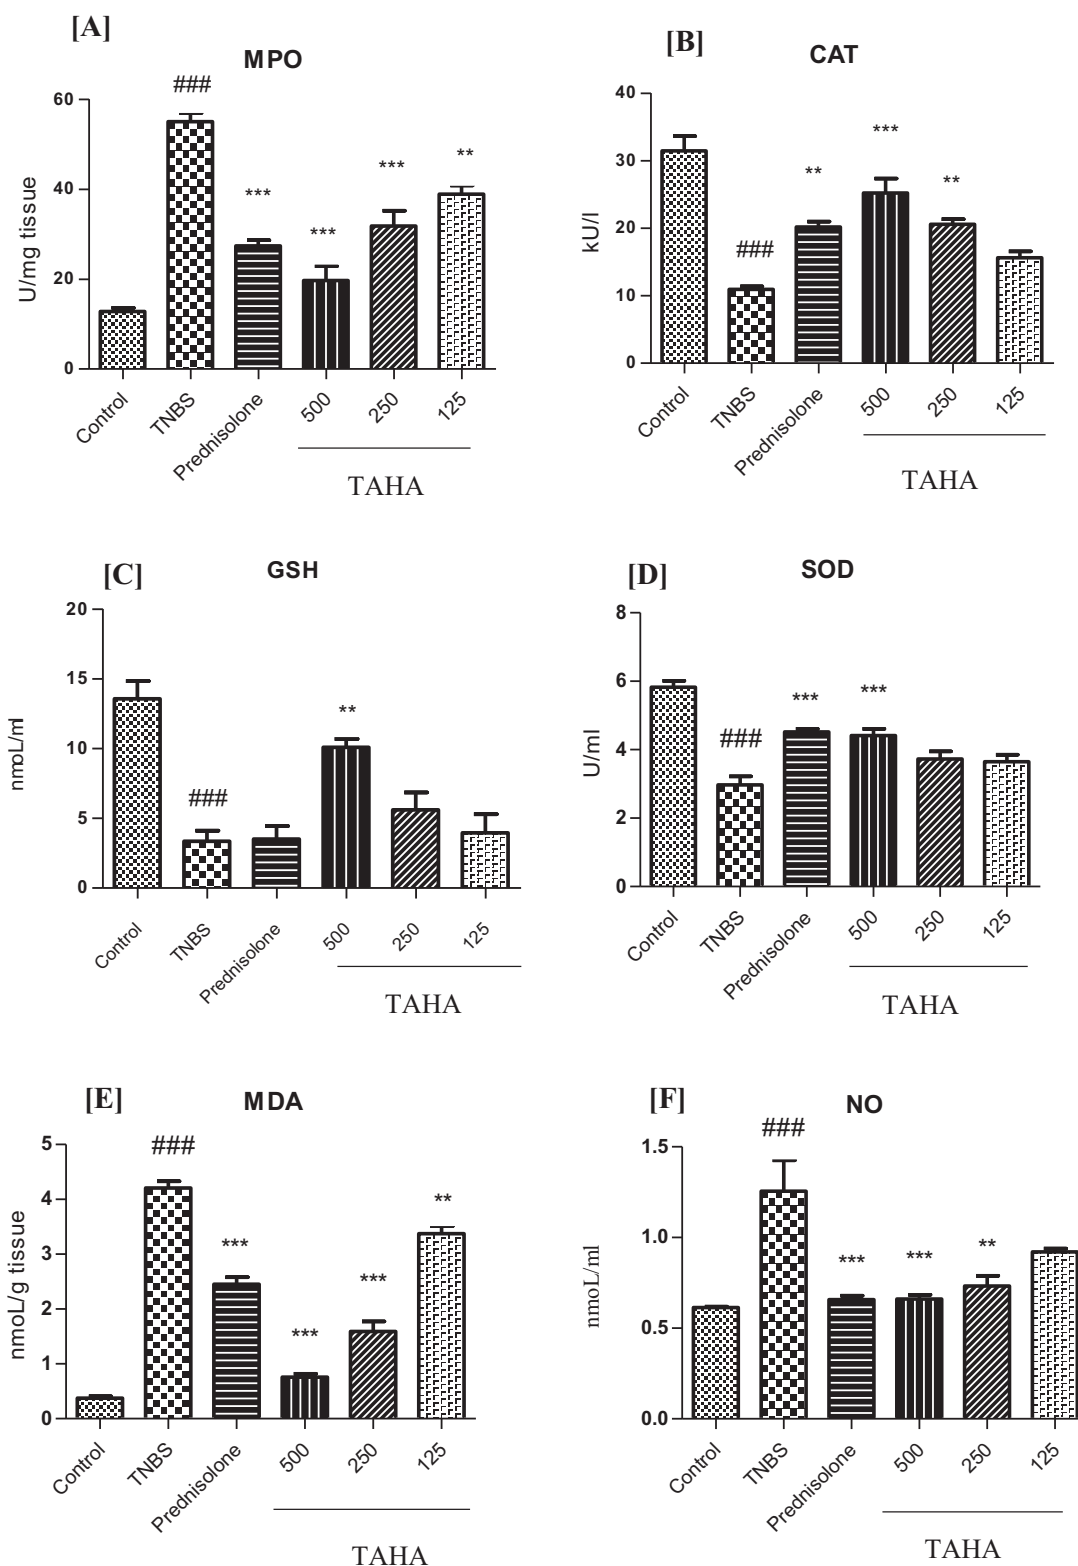 [A]
MPO
###
***
***
***
**
U/mg tissue
60
40
20
0
Control
TNBS
Prednisolone
500
250
125
TAHA
[B]
CAT
###
**
***
**
kU/l
40
30
20
10
0
Control
TNBS
Prednisolone
500
250
125
TAHA
[C]
GSH
###
**
nmoL/ml
20
15
10
5
0
Control
TNBS
Prednisolone
500
250
125
TAHA
[D]
SOD
###
***
***
U/ml
8
6
4
2
0
Control
TNBS
Prednisolone
500
250
125
TAHA
[E]
MDA
###
***
***
***
**
nmoL/g tissue
5
4
3
2
1
0
Control
TNBS
Prednisolone
500
250
125
TAHA
[F]
NO
###
***
***
**
nmoL/ml
1.5
1.0
0.5
0.0
Control
TNBS
Prednisolone
500
250
125
TAHA